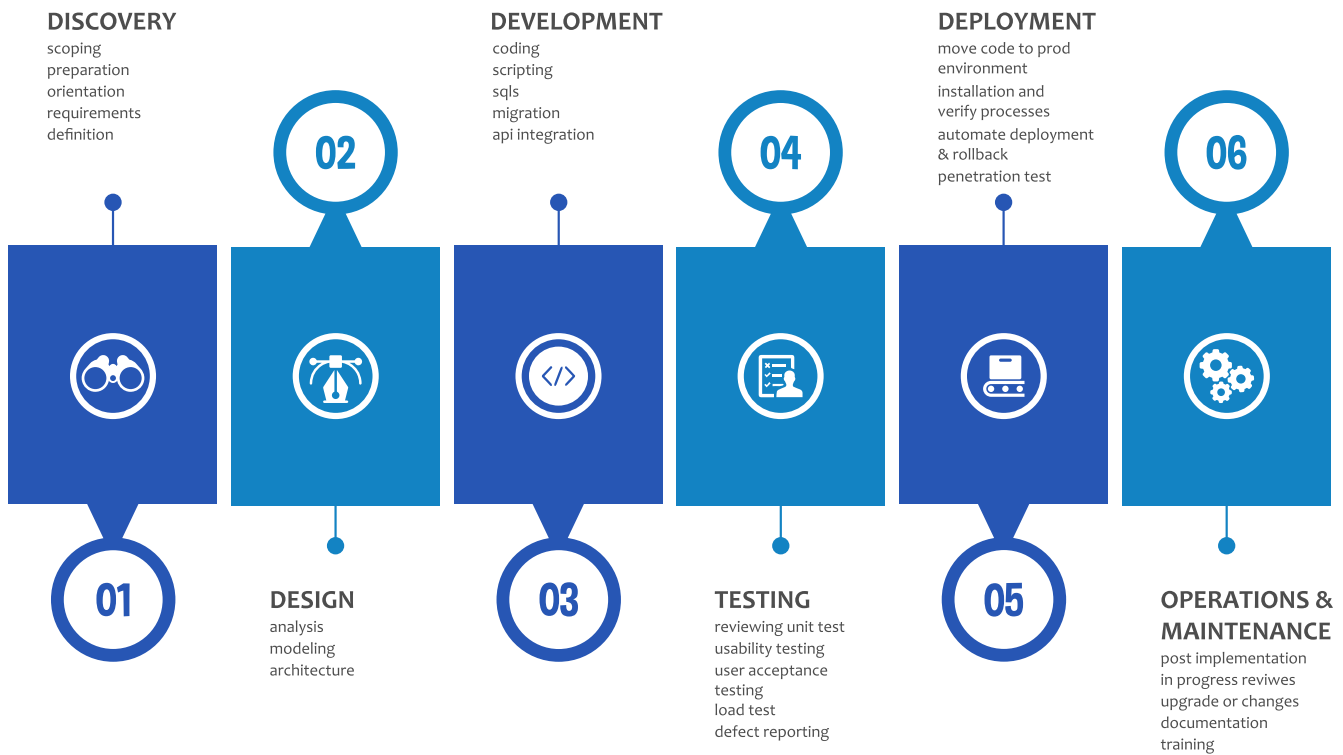 DISCOVERY
scoping
preparation
orientation
requirements
definition
01
02
DESIGN
analysis
modeling
architecture
DEVELOPMENT
coding
scripting
sqls
migration
api integration
</>
03
04
TESTING
reviewing unit test
usability testing
user acceptance
testing
load test
defect reporting
DEPLOYMENT
move code to prod
environment
installation and
verify processes
automate deployment
& rollback
penetration test
05
06
OPERATIONS &
MAINTENANCE
post implementation
in progress reviwes
upgrade or changes
documentation
training